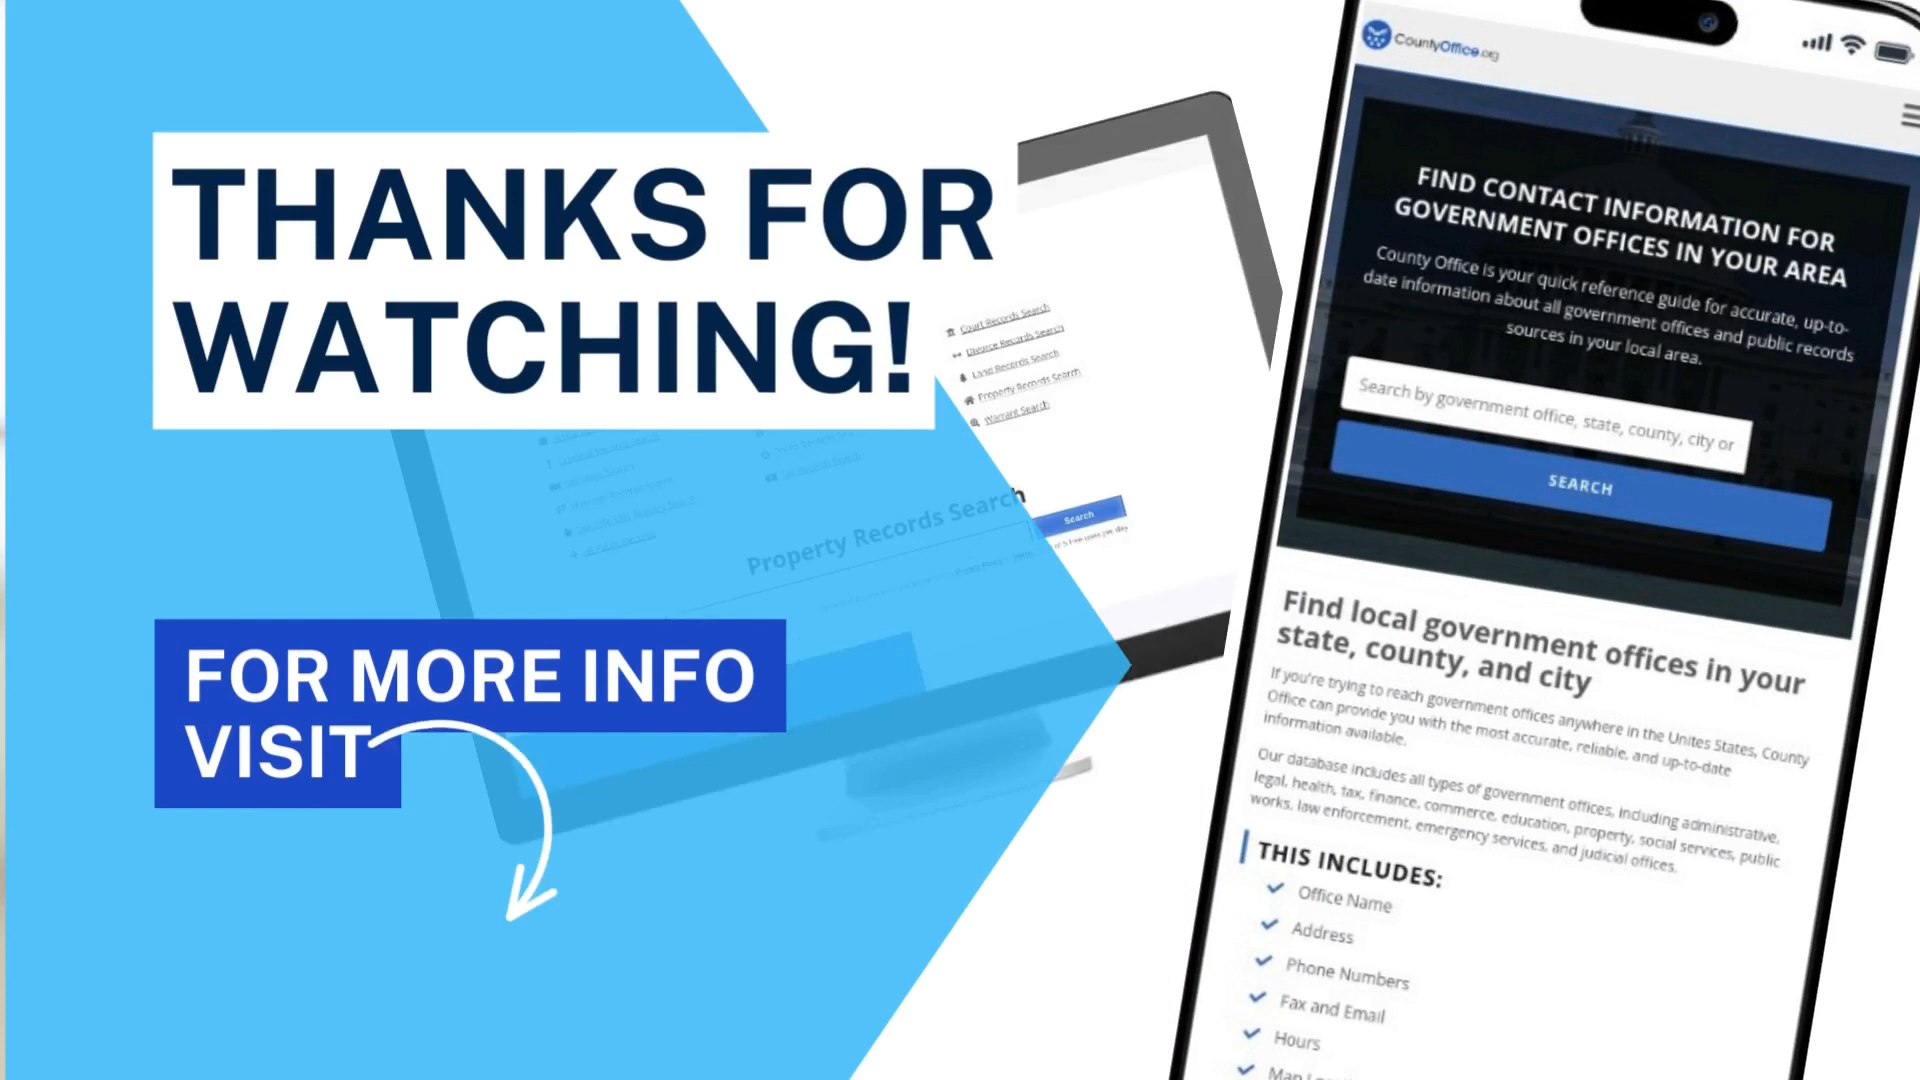 THANKS FOR
WATCHING!
FOR MORE INFO
VISIT
Court Records Search
Divorce Records Search
Land Records Search
Property Records Search
Warrant Search
Property Records Search
Search
CountyOffice.org
FIND CONTACT INFORMATION FOR
GOVERNMENT OFFICES IN YOUR AREA
County Office is your quick reference guide for accurate, up-to-
date information about all government offices and public records
sources in your local area.
Search by government office, state, county, city or
SEARCH
Find local government offices in your
state, county, and city
If you're trying to reach government offices anywhere in the Unites States, County
Office can provide you with the most accurate, reliable, and up-to-date
information available.
Our database includes all types of government offices, including administrative,
legal, health, tax, finance, commerce, education, property, social services, public
works, law enforcement, emergency services, and judicial offices.
THIS INCLUDES:
Office Name
Address
Phone Numbers
Fax and Email
Hours